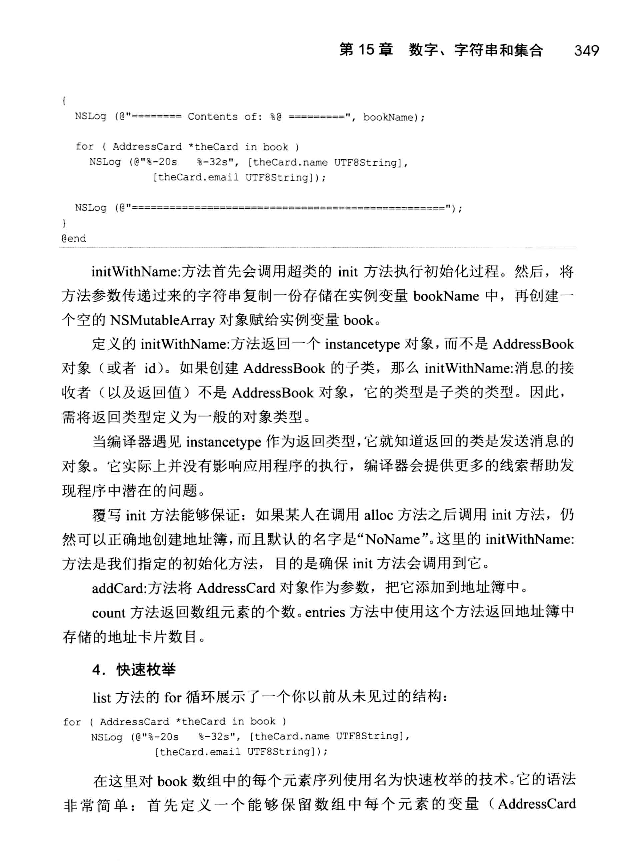 第 15 章 数字、字符串和集合 349
{
NSLog (@"======== Contents of: %@ =========", bookName);
for ( AddressCard *theCard in book )
NSLog (@"%-20s %-32s", [theCard.name UTF8String],
[theCard.email UTF8String]);
NSLog (@"==================================================");
}
@end
initWithName:方法首先会调用超类的 init 方法执行初始化过程。然后，将
方法参数传递过来的字符串复制一份存储在实例变量 bookName 中，再创建一
个空的 NSMutableArray 对象赋给实例变量 book。
定义的 initWithName:方法返回一个 instancetype 对象，而不是 AddressBook
对象（或者 id）。如果创建 AddressBook 的子类，那么 initWithName:消息的接
收者（以及返回值）不是 AddressBook 对象，它的类型是子类的类型。因此，
需将返回类型定义为一般的对象类型。
当编译器遇见 instancetype 作为返回类型，它就知道返回的类是发送消息的
对象。它实际上并没有影响应用程序的执行，编译器会提供更多的线索帮助发
现程序中潜在的问题。
覆写 init 方法能够保证：如果某人在调用 alloc 方法之后调用 init 方法，仍
然可以正确地创建地址簿，而且默认的名字是“NoName”。这里的 initWithName:
方法是我们指定的初始化方法，目的是确保 init 方法会调用到它。
addCard:方法将 AddressCard 对象作为参数，把它添加到地址簿中。
count 方法返回数组元素的个数。entries 方法中使用这个方法返回地址簿中
存储的地址卡片数目。
4．快速枚举
list 方法的 for 循环展示了一个你以前从未见过的结构：
for ( AddressCard *theCard in book )
NSLog (@"%-20s %-32s", [theCard.name UTF8String],
[theCard.email UTF8String]);
在这里对 book 数组中的每个元素序列使用名为快速枚举的技术。它的语法
非常简单：首先定义一个能够保留数组中每个元素的变量（AddressCard